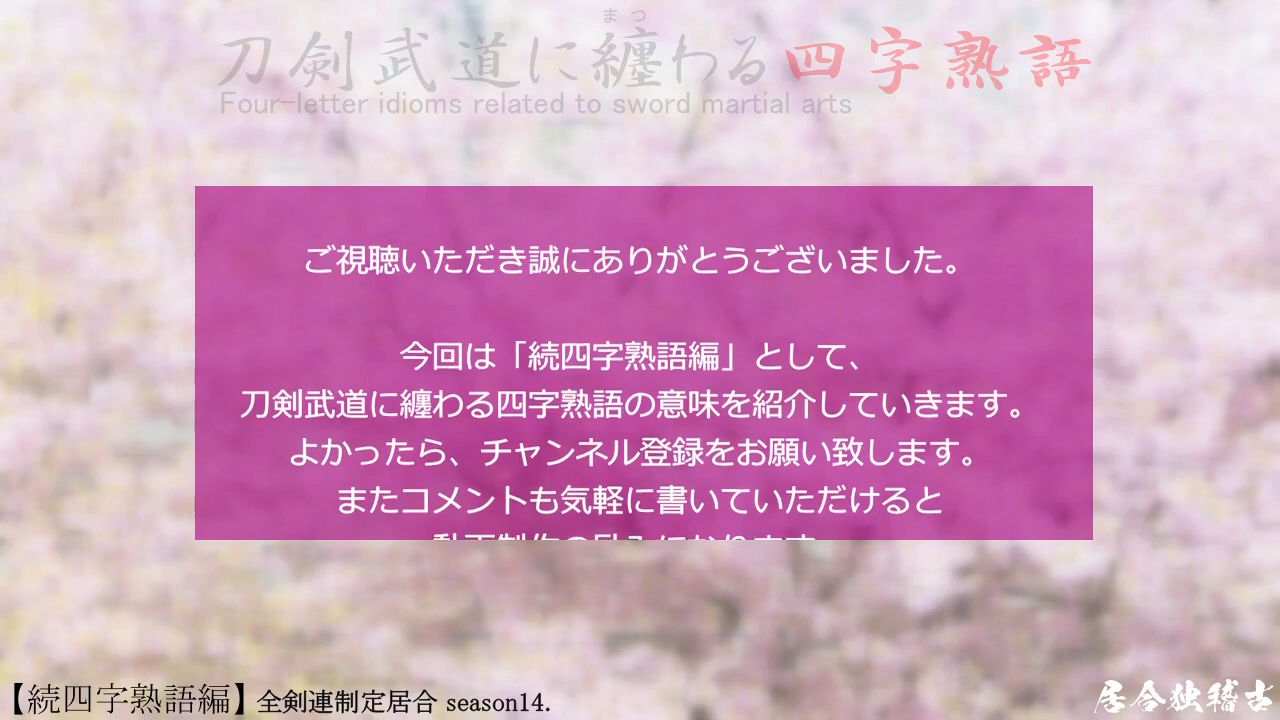 まつ
刀剣武道に纏わる四字熟語
Four-letter idioms related to sword martial arts
ご視聴いただき誠にありがとうございました。
今回は「続四字熟語編」として、
刀剣武道に纏わる四字熟語の意味を紹介していきます。
よかったら、チャンネル登録をお願い致します。
またコメントも気軽に書いていただけると
【続四字熟語編】全剣連制定居合 season14.
居合独稽古